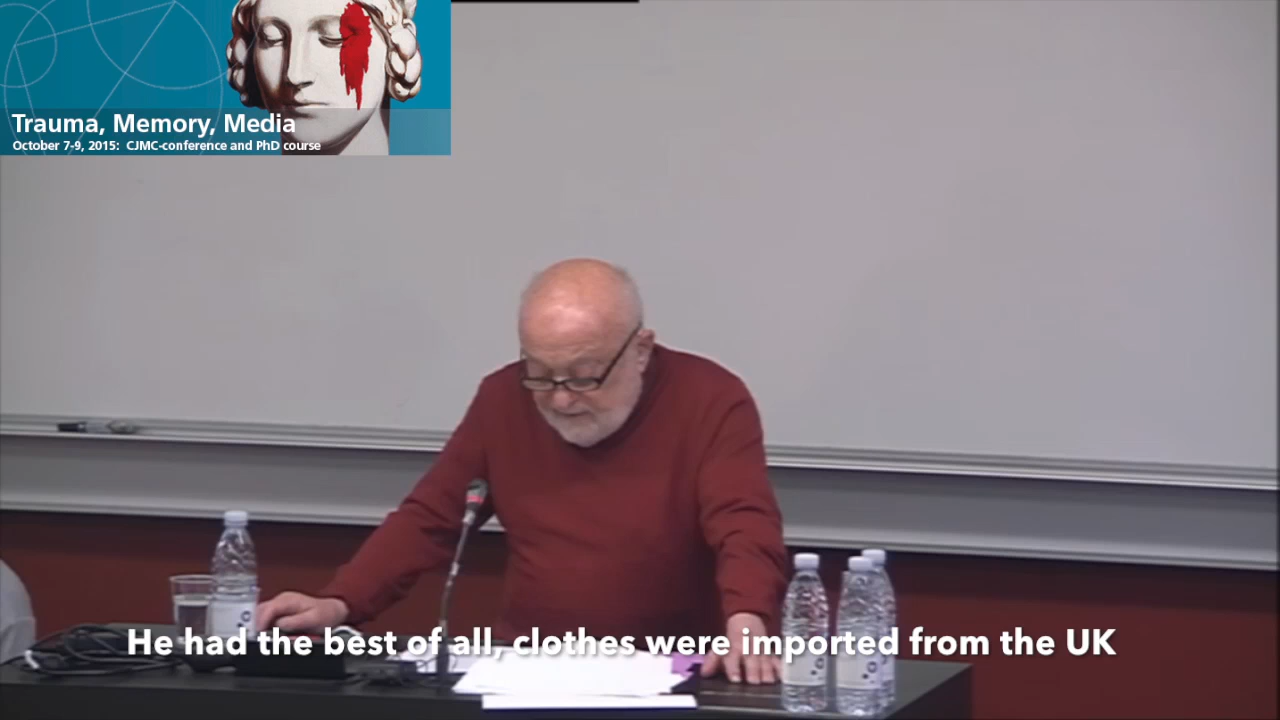 Trauma, Memory, Media
October 7-9, 2015: CJMC-conference and PhD course
He had the best of all, clothes were imported from the UK